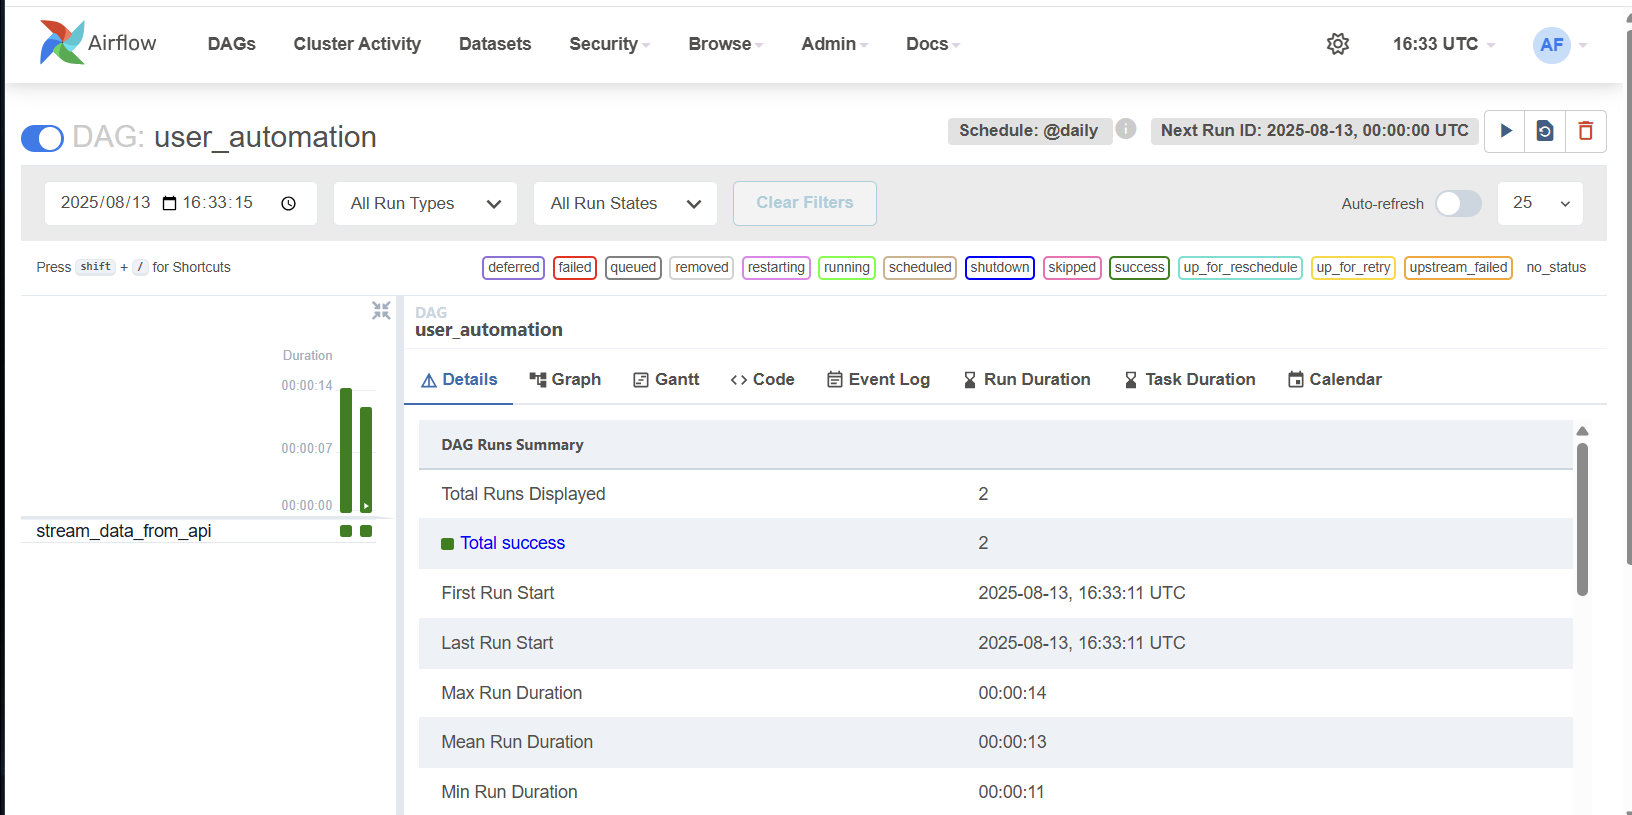 Airflow DAGs Cluster Activity Datasets Security Browse Admin Docs 16:33 UTC AF
DAG: user_automation Schedule: @daily i Next Run ID: 2025-08-13, 00:00:00 UTC
2025/08/13 16:33:15 All Run Types All Run States Clear Filters Auto-refresh 25
Press shift + / for Shortcuts deferred failed queued removed restarting running scheduled shutdown skipped success up_for_reschedule up_for_retry upstream_failed no_status
Duration
00:00:14
00:00:07
00:00:00
stream_data_from_api
DAG
user_automation
Details Graph Gantt <> Code Event Log Run Duration Task Duration Calendar
DAG Runs Summary
Total Runs Displayed 2
Total success 2
First Run Start 2025-08-13, 16:33:11 UTC
Last Run Start 2025-08-13, 16:33:11 UTC
Max Run Duration 00:00:14
Mean Run Duration 00:00:13
Min Run Duration 00:00:11